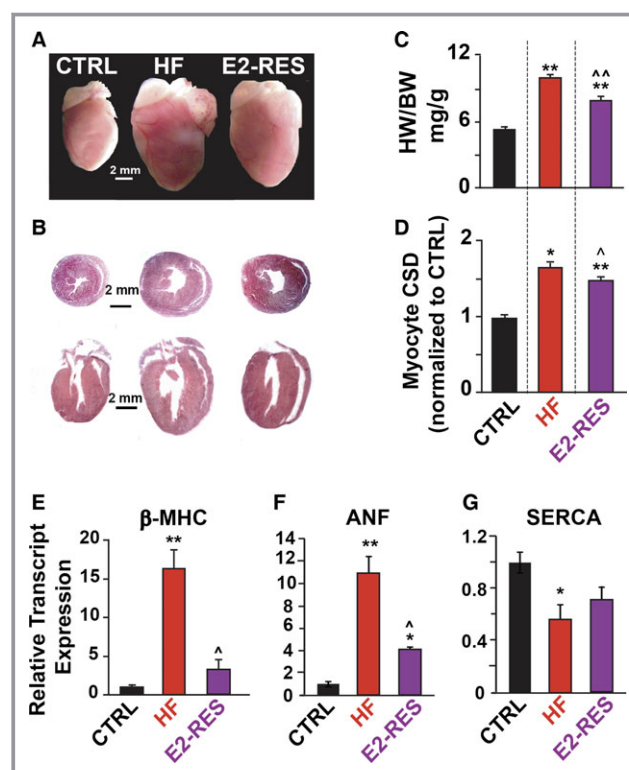 A
CTRL HF E2-RES
2 mm
B
2 mm
2 mm
C
HW/BW
mg/g
12
6
0
**
^^
**
D
Myocyte CSD
(normalized to CTRL)
2
1
0
*
^
**
CTRL
HF
E2-RES
E
β-MHC
Relative Transcript
Expression
20
15
10
5
0
**
^
CTRL
HF
E2-RES
F
ANF
14
12
10
8
6
4
2
0
**
^
*
CTRL
HF
E2-RES
G
SERCA
1.2
0.8
0.4
0
*
CTRL
HF
E2-RES